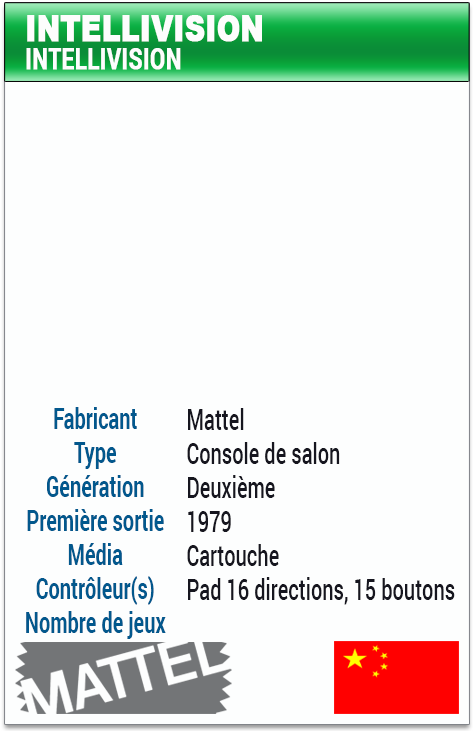 INTELLIVISION
INTELLIVISION
Fabricant Mattel
Type Console de salon
Génération Deuxième
Première sortie 1979
Média Cartouche
Contrôleur(s) Pad 16 directions, 15 boutons
Nombre de jeux
MATTEL